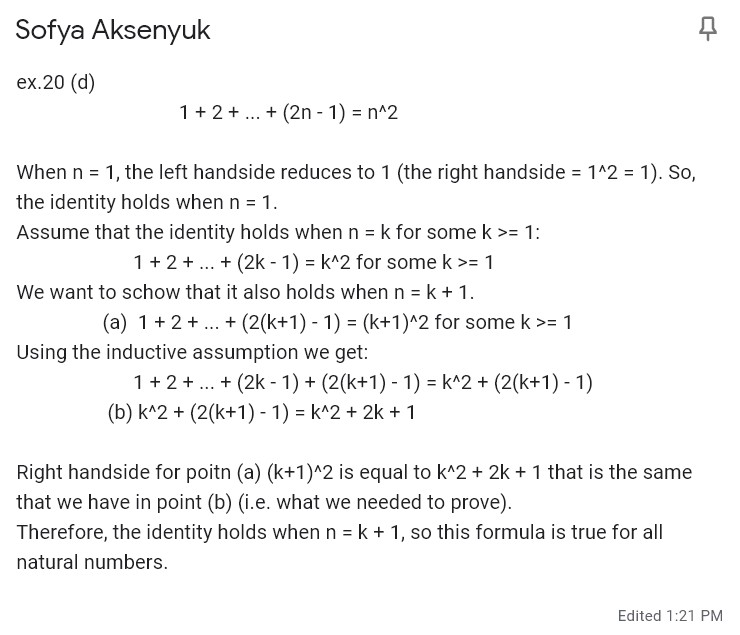 Sofya Aksenyuk
ex.20 (d)
1 + 2 + ... + (2n - 1) = n^2
When n = 1, the left handside reduces to 1 (the right handside = 1^2 = 1). So,
the identity holds when n = 1.
Assume that the identity holds when n = k for some k >= 1:
1 + 2 + ... + (2k - 1) = k^2 for some k >= 1
We want to schow that it also holds when n = k + 1.
(a) 1 + 2 + ... + (2(k+1) - 1) = (k+1)^2 for some k >= 1
Using the inductive assumption we get:
1 + 2 + ... + (2k - 1) + (2(k+1) - 1) = k^2 + (2(k+1) - 1)
(b) k^2 + (2(k+1) - 1) = k^2 + 2k + 1
Right handside for poitn (a) (k+1)^2 is equal to k^2 + 2k + 1 that is the same
that we have in point (b) (i.e. what we needed to prove).
Therefore, the identity holds when n = k + 1, so this formula is true for all
natural numbers.
Edited 1:21 PM